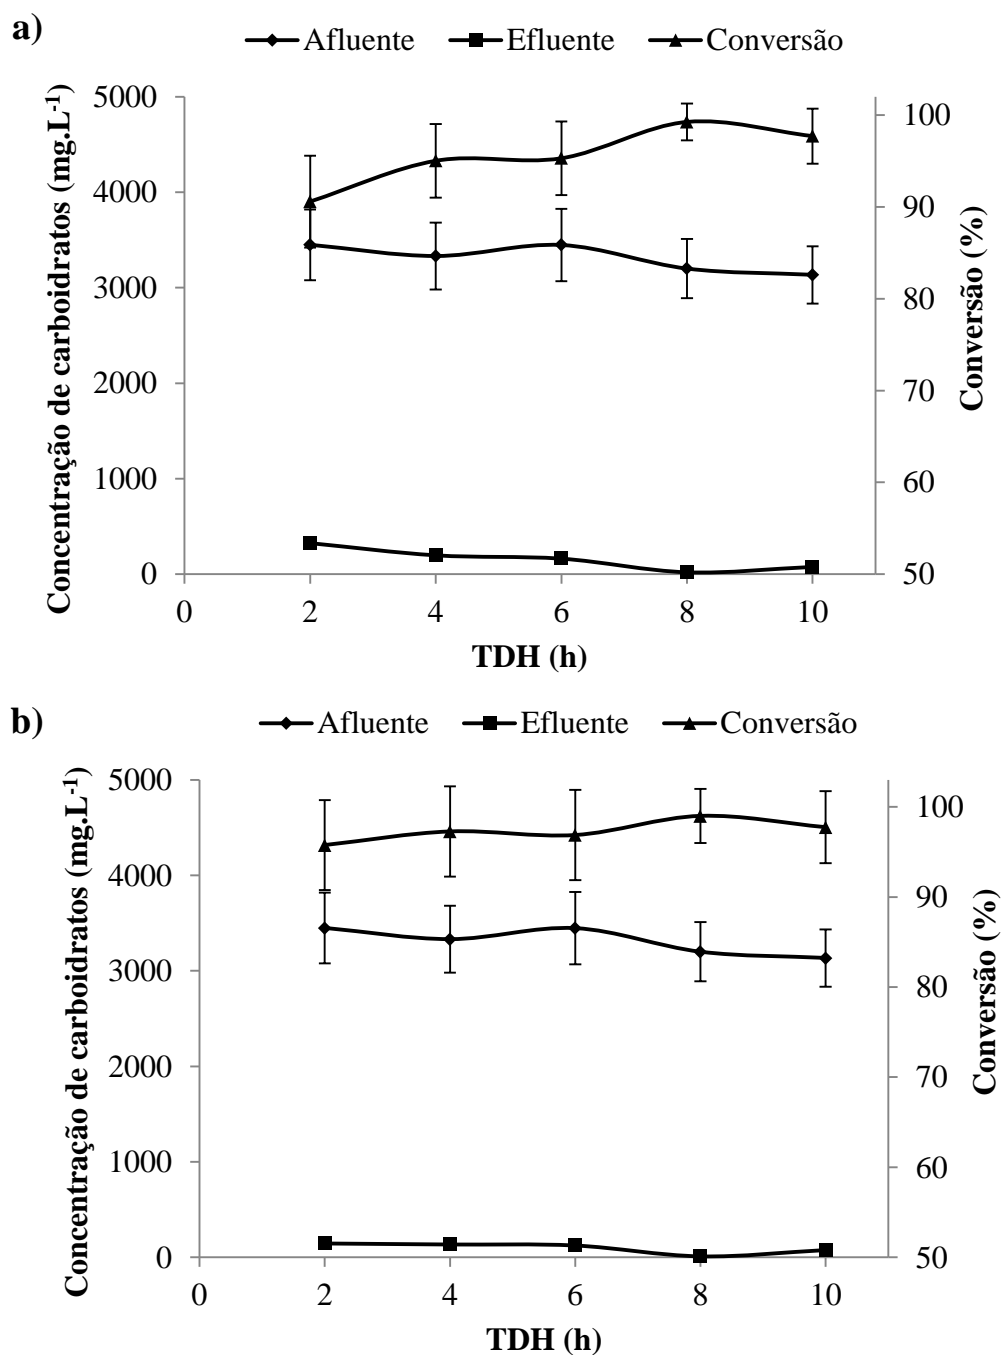 a)
Afluente Efluente Conversão
Concentração de carboidratos (mg.L-1)
5000
4000
3000
2000
1000
0
100
90
80
70
60
50
Conversão (%)
0 2 4 6 8 10
TDH (h)
b)
Afluente Efluente Conversão
Concentração de carboidratos (mg.L-1)
5000
4000
3000
2000
1000
0
100
90
80
70
60
50
Conversão (%)
0 2 4 6 8 10
TDH (h)